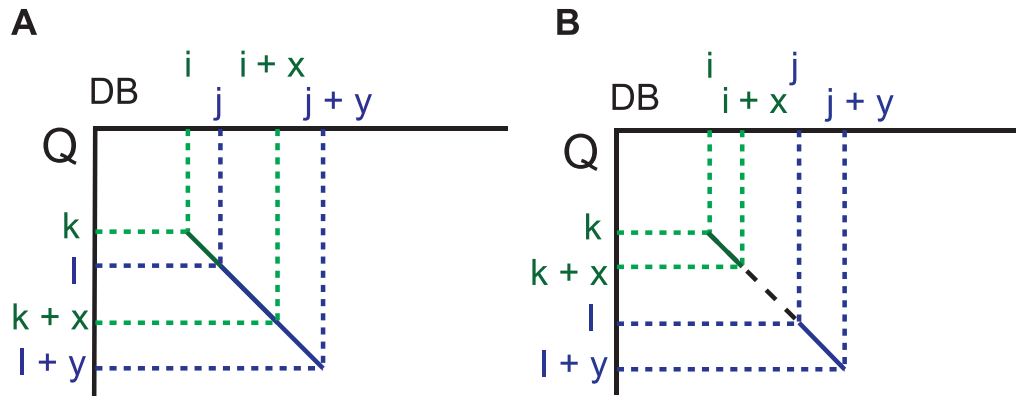 A
i i + x
DB j j + y
Q
k
l
k + x
l + y
B
i j
DB i + x j + y
Q
k
k + x
l
l + y